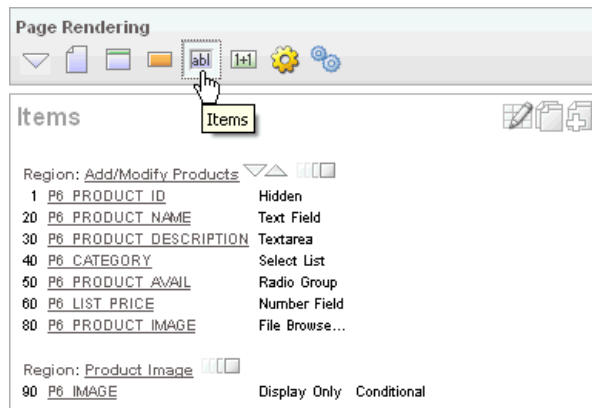 Page Rendering
abl 1+1
Items
Items
Region: Add/Modify Products
1 P6_PRODUCT_ID Hidden
20 P6_PRODUCT_NAME Text Field
30 P6_PRODUCT_DESCRIPTION Textarea
40 P6_CATEGORY Select List
50 P6_PRODUCT_AVAIL Radio Group
60 P6_LIST_PRICE Number Field
80 P6_PRODUCT_IMAGE File Browse...
Region: Product Image
90 P6_IMAGE Display Only Conditional